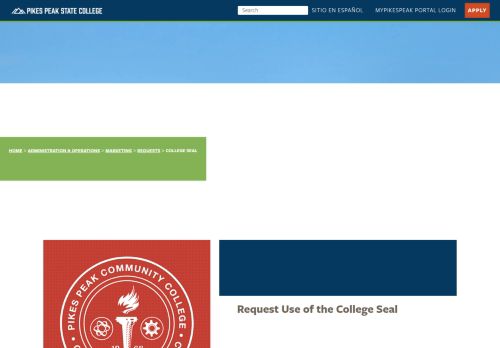 PIKES PEAK STATE COLLEGE
Search
SITIO EN ESPAÑOL
MYPIKESPEAK PORTAL LOGIN
APPLY
HOME > ADMINISTRATION & OPERATIONS > MARKETING > REQUESTS > COLLEGE SEAL
PIKES PEAK COMMUNITY COLLEGE
Request Use of the College Seal